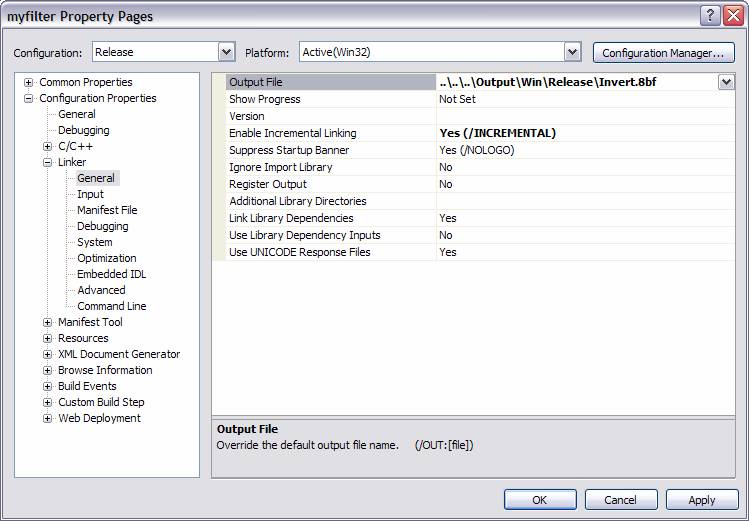 myfilter Property Pages
Configuration: Release Platform: Active(Win32) Configuration Manager...
Common Properties
Configuration Properties
General
Debugging
C/C++
Linker
General
Input
Manifest File
Debugging
System
Optimization
Embedded IDL
Advanced
Command Line
Manifest Tool
Resources
XML Document Generator
Browse Information
Build Events
Custom Build Step
Web Deployment
Output File ..\..\..\Output\Win\Release\Invert.8bf
Show Progress Not Set
Version
Enable Incremental Linking Yes (/INCREMENTAL)
Suppress Startup Banner Yes (/NOLOGO)
Ignore Import Library No
Register Output No
Additional Library Directories
Link Library Dependencies Yes
Use Library Dependency Inputs No
Use UNICODE Response Files Yes
Output File
Override the default output file name. (/OUT:[file])
OK Cancel Apply